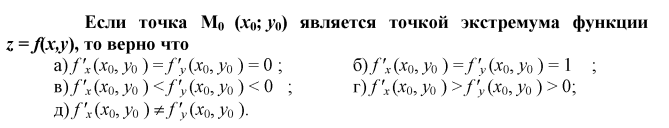 Если точка M₀ (x₀; y₀) является точкой экстремума функции
z = f(x,y), то верно что
а) f′ₓ(x₀, y₀ ) = f′ᵧ(x₀, y₀ ) = 0 ; б) f′ₓ(x₀, y₀ ) = f′ᵧ(x₀, y₀ ) = 1 ;
в) f′ₓ(x₀, y₀ ) < f′ᵧ(x₀, y₀ ) < 0 ; г) f′ₓ(x₀, y₀ ) > f′ᵧ(x₀, y₀ ) > 0;
д) f′ₓ(x₀, y₀ ) ≠ f′ᵧ(x₀, y₀ ).